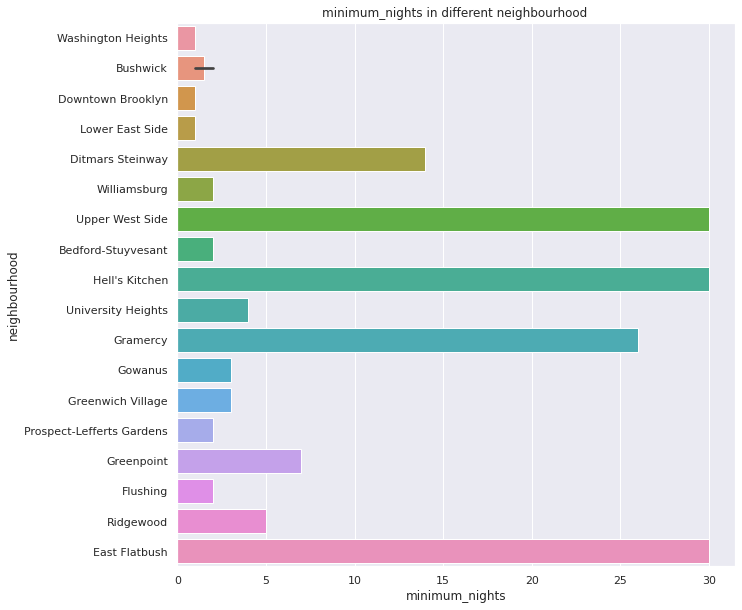 minimum_nights in different neighbourhood
neighbourhood
Washington Heights
Bushwick
Downtown Brooklyn
Lower East Side
Ditmars Steinway
Williamsburg
Upper West Side
Bedford-Stuyvesant
Hell's Kitchen
University Heights
Gramercy
Gowanus
Greenwich Village
Prospect-Lefferts Gardens
Greenpoint
Flushing
Ridgewood
East Flatbush
0 5 10 15 20 25 30
minimum_nights